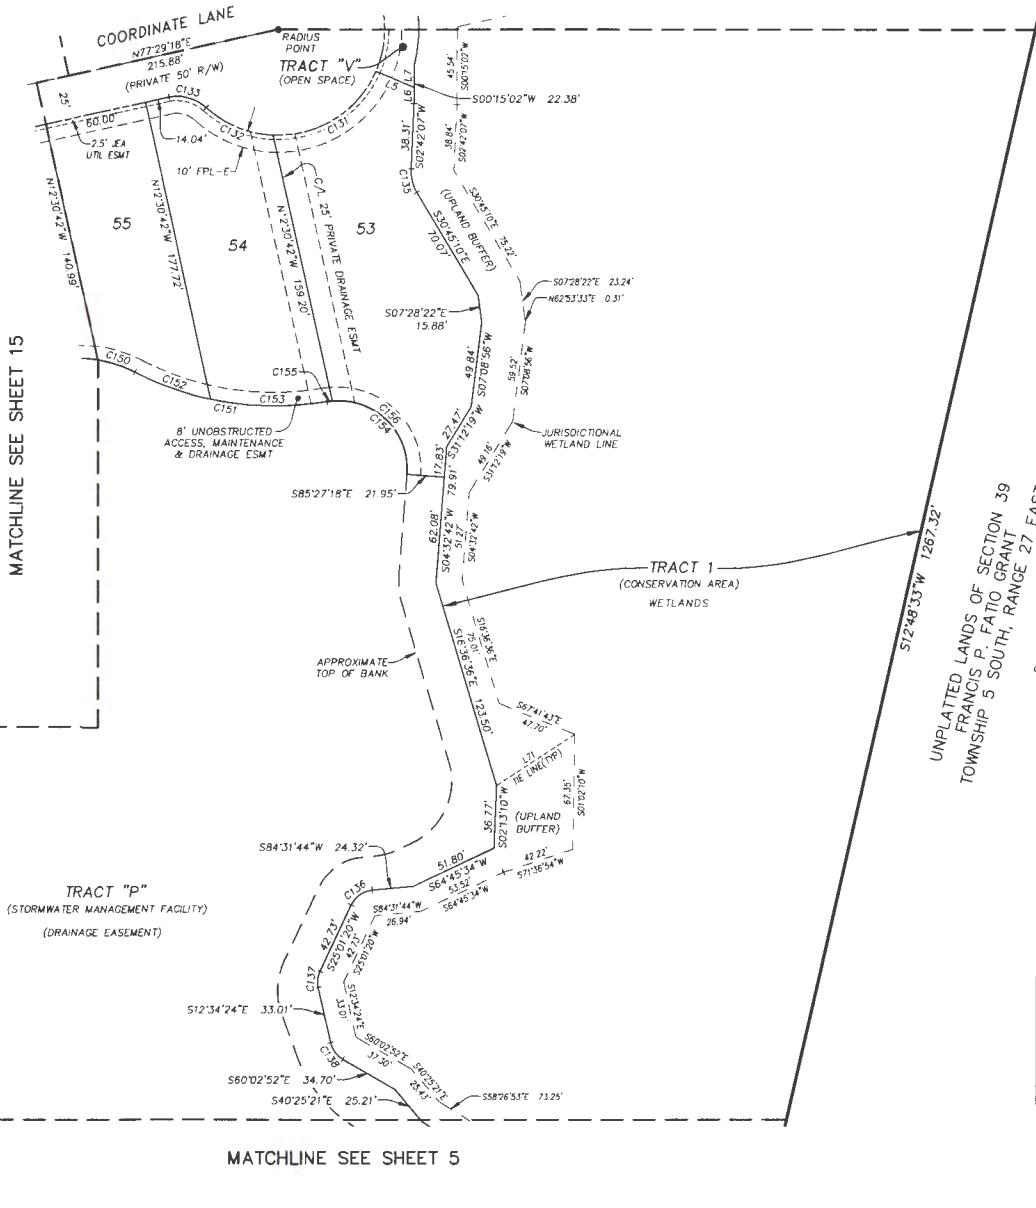 COORDINATE LANE
N77°29'18"E
215.88'
(PRIVATE 50' R/W)
RADIUS
POINT
TRACT "V"
(OPEN SPACE)
25'
60.00'
C133
14.04'
C132
C131
L5
2.5' JEA
UTIL ESMT
10' FPL-E
17.97'
45.54'
S00°15'02"W
S00°15'02"W 22.38'
38.31'
S02°42'07"W
38.84'
S02°42'07"W
C135
N12°30'42"W 140.99'
N12°30'42"W 177.72'
N12°30'42"W 159.20'
C/L 25' PRIVATE DRAINAGE ESMT
55
54
53
(UPLAND BUFFER)
S30°45'10"E
70.07'
S30°45'10"E 75.22'
S07°28'22"E 23.24'
N62°53'33"E 0.31'
S07°28'22"E
15.88'
49.84'
S07°08'56"W
59.52'
S07°08'56"W
C150
C152
C151
C153
C155
C156
C154
8' UNOBSTRUCTED
ACCESS, MAINTENANCE
& DRAINAGE ESMT
27.47'
S31°12'19"W
17.83'
79.91'
49.16'
S31°12'19"W
JURISDICTIONAL
WETLAND LINE
S85°27'18"E 21.95'
62.08'
S04°32'42"W
51.27
S04°32'42"W
MATCHLINE SEE SHEET 15
TRACT 1
(CONSERVATION AREA)
WETLANDS
S12°48'33"W 1267.32'
UNPLATTED LANDS OF SECTION 39
FRANCIS P. FATIO GRANT
TOWNSHIP 5 SOUTH, RANGE 27 EAST
APPROXIMATE
TOP OF BANK
S16°36'36"E 123.50'
S16°36'36"E
75.01'
S67°41'43"E
47.70'
L71
TIE LINE(TYP)
67.35'
S01°02'10"W
36.77'
S02°13'10"W
(UPLAND
BUFFER)
S84°31'44"W 24.32'
51.80'
S64°45'34"W
53.52'
S64°45'34"W
42.22'
S71°36'54"W
C136
S84°31'44"W
26.94'
TRACT "P"
(STORMWATER MANAGEMENT FACILITY)
(DRAINAGE EASEMENT)
42.73'
S25°01'20"W
42.73'
S25°01'20"W
C137
S12°34'24"E 33.01'
S12°34'24"E
33.01'
C138
S60°02'52"E
37.30'
S40°25'21"E
25.43'
S60°02'52"E 34.70'
S40°25'21"E 25.21'
S58°26'53"E 73.25'
MATCHLINE SEE SHEET 5